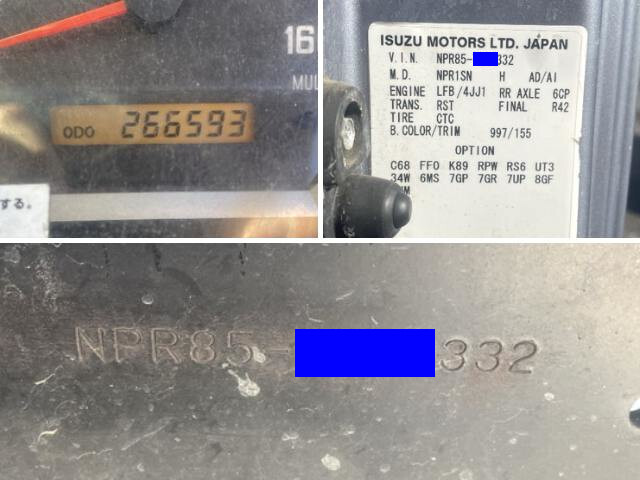 16
MUL
ODO 266593
する。
ISUZU MOTORS LTD. JAPAN
V.I.N. NPR85- 332
M.D. NPR1SN H AD/AI
ENGINE LFB/4JJ1 RR AXLE 6CP
TRANS. RST FINAL R42
TIRE CTC
B.COLOR/TRIM 997/155
OPTION
C68 FF0 K89 RPW RS6 UT3
34W 6MS 7GP 7GR 7UP 8GF
NPR85- 332